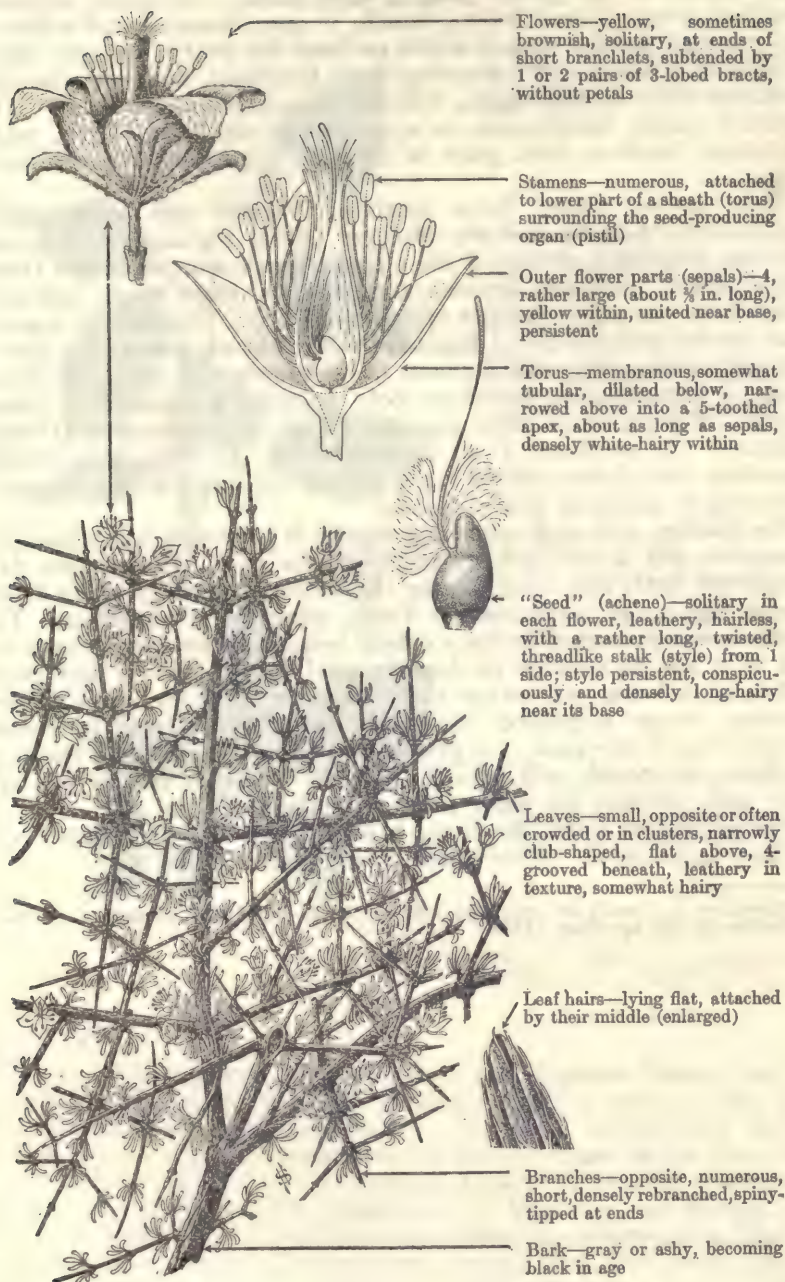 Flowers—yellow, sometimes
brownish, solitary, at ends of
short branchlets, subtended by
1 or 2 pairs of 3-lobed bracts,
without petals
Stamens—numerous, attached
to lower part of a sheath (torus)
surrounding the seed-producing
organ (pistil)
Outer flower parts (sepals)—4,
rather large (about in. long),
yellow within, united near base,
persistent
Torus—membranous, somewhat
tubular, dilated below, nar-
rowed above into a 5-toothed
apex, about as long as sepals,
densely white-hairy within
"Seed" (achene)—solitary in
each flower, leathery, hairless,
with a rather long, twisted,
threadlike stalk (style) from 1
side; style persistent, conspicu-
ously and densely long-hairy
near its base
Leaves—small, opposite or often
crowded or in clusters, narrowly
club-shaped, flat above, 4-
grooved beneath, leathery in
texture, somewhat hairy
Leaf hairs—lying flat, attached
by their middle (enlarged)
Branches—opposite, numerous,
short, densely rebranched, spiny-
tipped at ends
Bark—gray or ashy, becoming
black in age